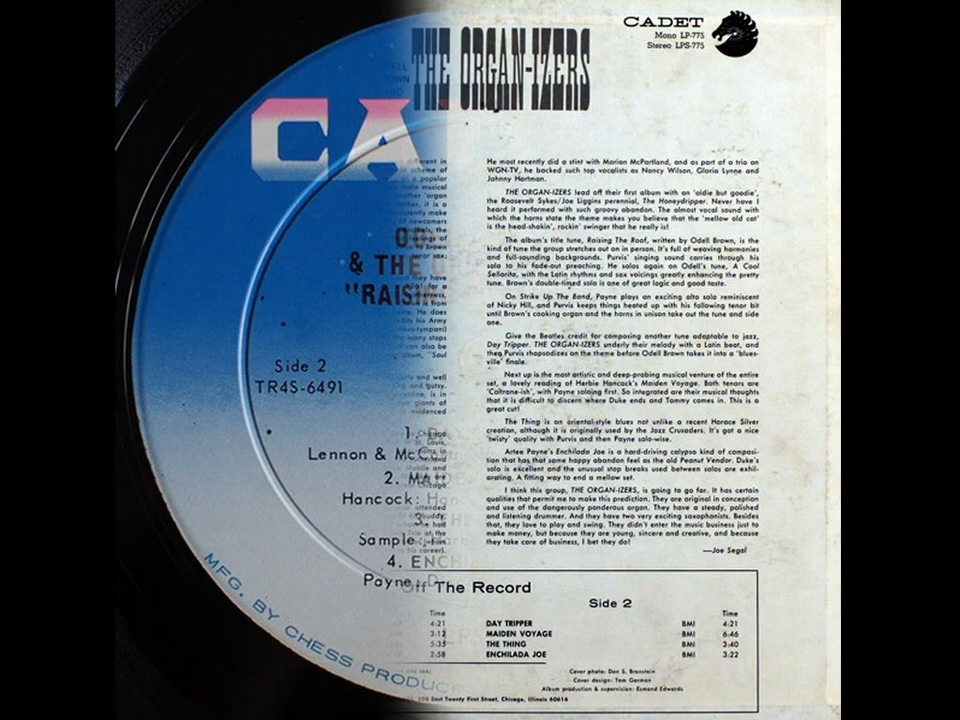 THE ORGAN-IZERS
CADET
Mono LP-775
Stereo LPS-775
CA
& THE
"RAIS
Side 2
TR4S-6491
1.
Lennon & McC
2. MA
Hancock:
3.
Sample:
4. ENCHI
Payne:
MFG. BY CHESS PRODUC
He most recently did a stint with Marian McPartland, and as part of a trio on
WGN-TV, he backed such top vocalists as Nancy Wilson, Gloria Lynne and
Johnny Hartman.
THE ORGAN-IZERS lead off their first album with an 'oldie but goodie',
the Roosevelt Sykes/Joe Liggins perennial, The Honeydripper. Never have I
heard it performed with such groovy abandon. The almost vocal sound with
which the horns state the theme makes you believe that the 'mellow old cat'
is the head-shakin', rockin' swinger that he really is!
The album's title tune, Raising The Roof, written by Odell Brown, is the
kind of tune the group stretches out on in person. It's full of weaving harmonies
and full-sounding backgrounds. Purvis' singing sound carries through his
solo to his fade-out preaching. He solos again on Odell's tune, A Cool
Señorita, with the Latin rhythms and sax voicings greatly enhancing the pretty
tune. Brown's double-timed solo is one of great logic and good taste.
On Strike Up The Band, Payne plays an exciting alto solo reminiscent
of Nicky Hill, and Purvis keeps things heated up with his following tenor bit
until Brown's cooking organ and the horns in unison take out the tune and side
one.
Give the Beatles credit for composing another tune adaptable to jazz,
Day Tripper. THE ORGAN-IZERS underly their melody with a Latin beat, and
then Purvis rhapsodizes on the theme before Odell Brown takes it into a 'blues-
ville' finale.
Next up is the most artistic and deep-probing musical venture of the entire
set, a lovely reading of Herbie Hancock's Maiden Voyage. Both tenors are
'Coltrane-ish', with Payne soloing first. So integrated are their musical thoughts
that it is difficult to discern where Duke ends and Tommy comes in. This is a
great cut!
The Thing is an oriental-style blues not unlike a recent Horace Silver
creation, although it is originally used by the Jazz Crusaders. It's got a nice
'twisty' quality with Purvis and then Payne solo-wise.
Artee Payne's Enchilada Joe is a hard-driving calypso kind of composi-
tion that has that same happy abandon feel as the old Peanut Vendor. Duke's
solo is excellent and the unusual stop breaks used between solos are exhil-
arating. A fitting way to end a mellow set.
I think this group, THE ORGAN-IZERS, is going to go far. It has certain
qualities that permit me to make this prediction. They are original in conception
and use of the dangerously ponderous organ. They have a steady, polished
and listening drummer. And they have two very exciting saxophonists. Besides
that, they love to play and swing. They didn't enter the music business just to
make money, but because they are young, sincere and creative, and because
they take care of business, I bet they do!
—Joe Segal
Off The Record
Side 2
Time Time
4:21 DAY TRIPPER BMI 4:21
3:12 MAIDEN VOYAGE BMI 6:46
5:35 THE THING BMI 3:40
2:58 ENCHILADA JOE BMI 3:22
Cover photo: Don S. Bronstein
Cover design: Tom Gorman
Album production & supervision: Esmond Edwards
320 East Twenty First Street, Chicago, Illinois 60616